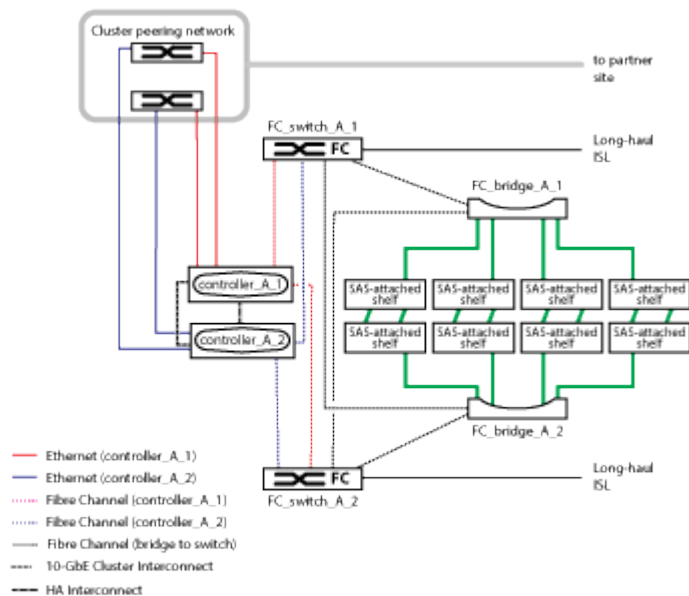 Cluster peering network
to partner
site
FC_switch_A_1
FC
Long-haul
ISL
FC_bridge_A_1
controller_A_1
SAS-attached
shelf
SAS-attached
shelf
SAS-attached
shelf
SAS-attached
shelf
controller_A_2
SAS-attached
shelf
SAS-attached
shelf
SAS-attached
shelf
SAS-attached
shelf
FC_bridge_A_2
FC
FC_switch_A_2
Long-haul
ISL
Ethernet (controller_A_1)
Ethernet (controller_A_2)
Fibre Channel (controller_A_1)
Fibre Channel (controller_A_2)
Fibre Channel (bridge to switch)
10-GbE Cluster Interconnect
HA Interconnect